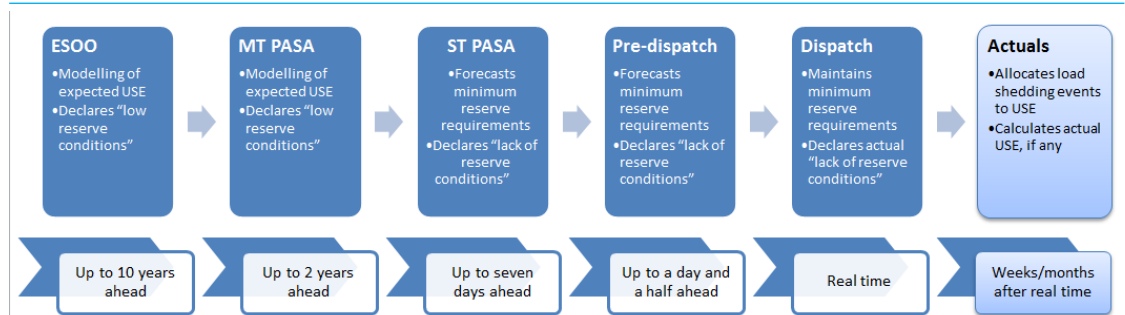 ESOO
•Modelling of
expected USE
•Declares “low
reserve
conditions”
MT PASA
•Modelling of
expected USE
•Declares “low
reserve
conditions”
ST PASA
•Forecasts
minimum
reserve
requirements
•Declares “lack of
reserve
conditions”
Pre-dispatch
•Forecasts
minimum
reserve
requirements
•Declares “lack of
reserve
conditions”
Dispatch
•Maintains
minimum
reserve
requirements
•Declares actual
“lack of reserve
conditions”
Actuals
•Allocates load
shedding events
to USE
•Calculates actual
USE, if any
Up to 10 years
ahead
Up to 2 years
ahead
Up to seven
days ahead
Up to a day and
a half ahead
Real time
Weeks/months
after real time